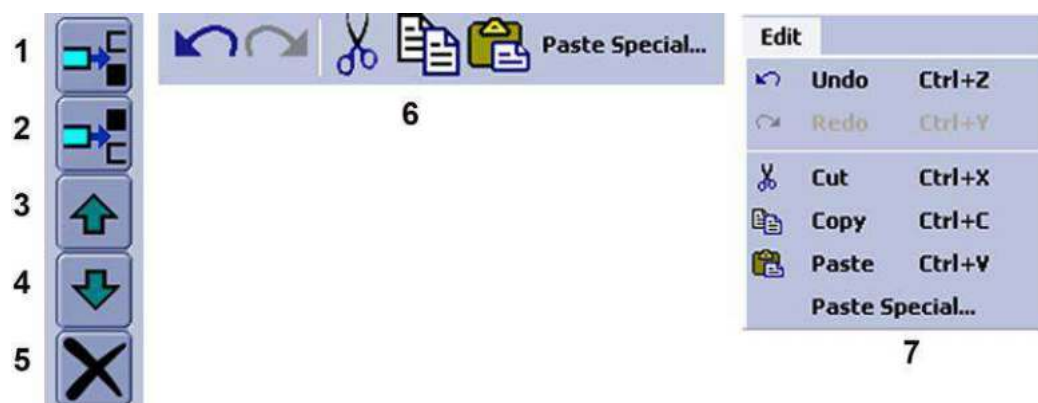 1
2
3
4
5
Paste Special...
6
Edit
Undo Ctrl+Z
Redo Ctrl+Y
Cut Ctrl+X
Copy Ctrl+C
Paste Ctrl+V
Paste Special...
7